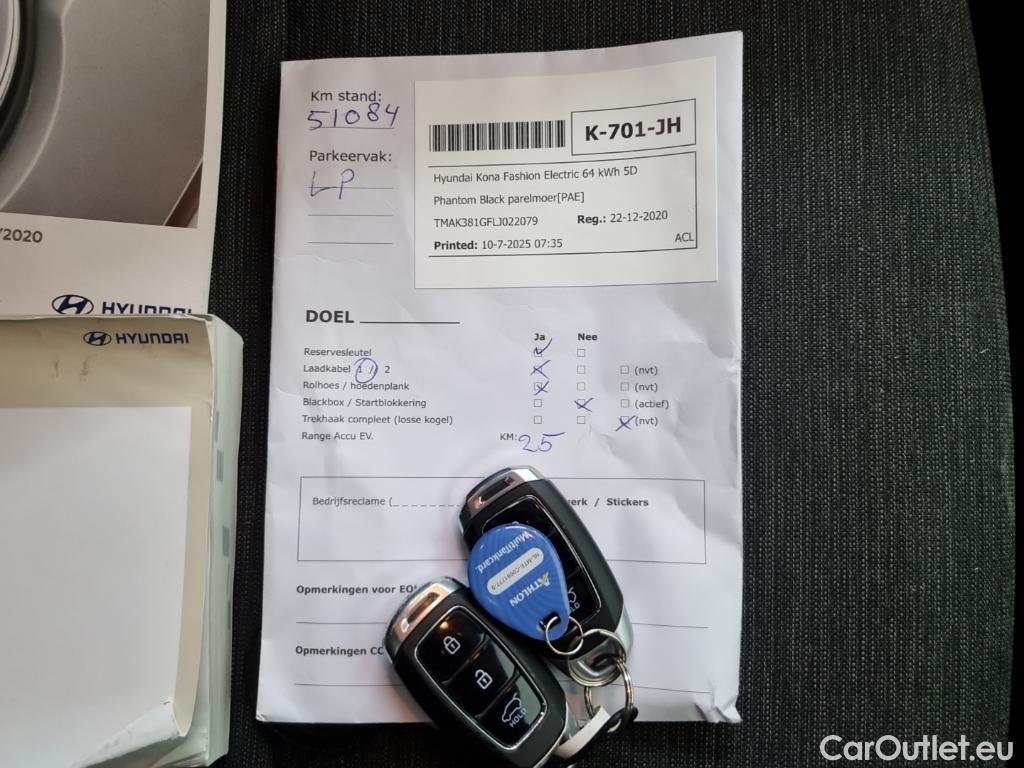 Km stand:
51084
Parkeervak:
LP
K-701-JH
Hyundai Kona Fashion Electric 64 kWh 5D
Phantom Black parelmoer[PAE]
TMAK381GFLJ022079 Reg.: 22-12-2020
Printed: 10-7-2025 07:35 ACL
/2020
HYUNDAI
HYUNDAI
DOEL
Ja Nee
Reservesleutel
Laadkabel 1 / 2 (nvt)
Rolhoes / hoedenplank (nvt)
Blackbox / Startblokkering (actief)
Trekhaak compleet (losse kogel) (nvt)
Range Accu EV. KM: 25
Bedrijfsreclame ( / Stickers
Opmerkingen voor
Opmerkingen
Multitankcard.
ATHLON
HOLD
CarOutlet.eu